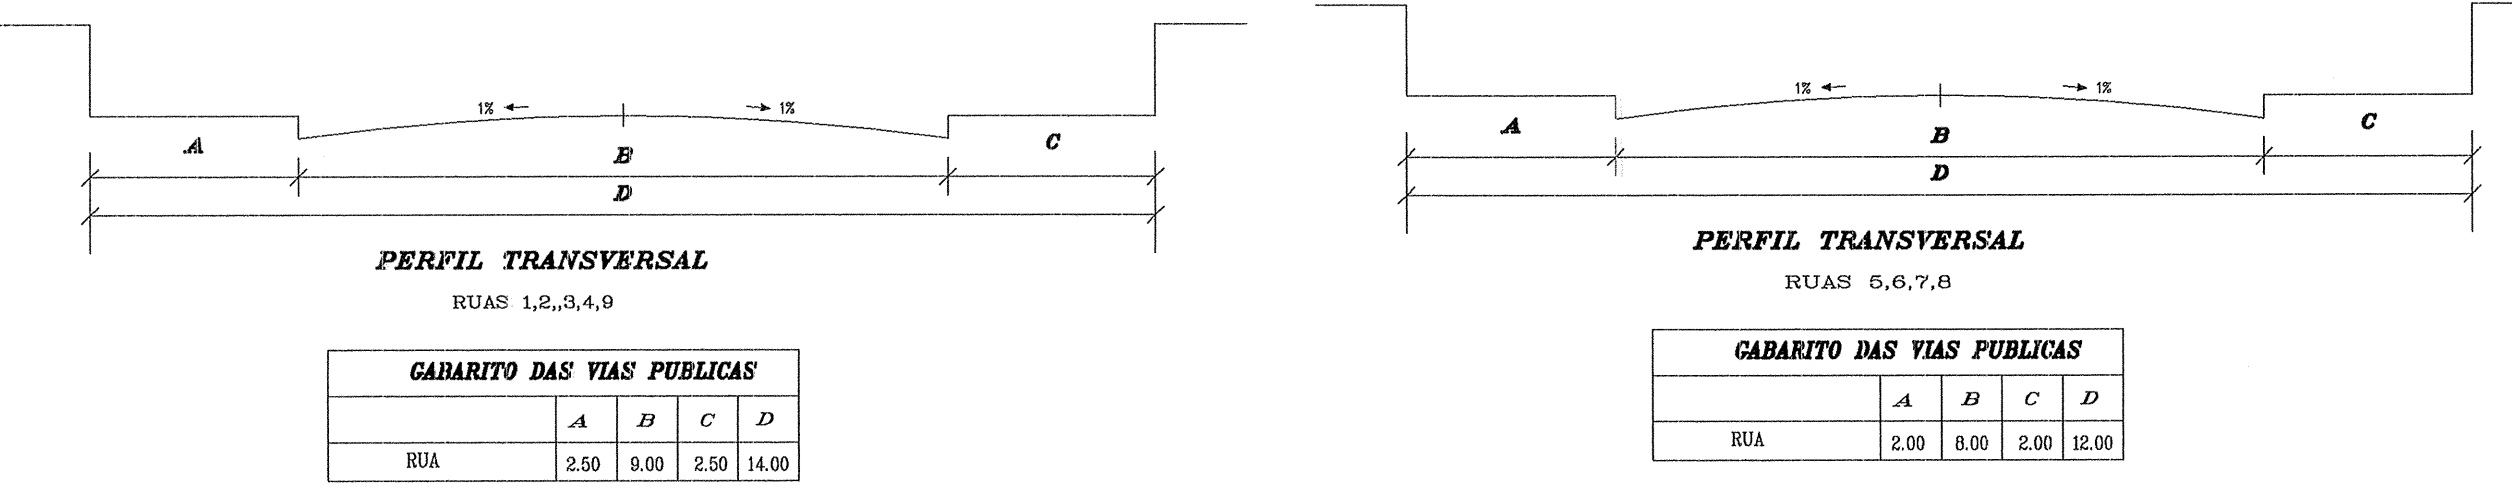 1% 1%
A B C
D
PERFIL TRANSVERSAL
RUAS 1,2,,3,4,9
GABARITO DAS VIAS PUBLICAS
A B C D
RUA 2.50 9.00 2.50 14.00
1% 1%
A B C
D
PERFIL TRANSVERSAL
RUAS 5,6,7,8
GABARITO DAS VIAS PUBLICAS
A B C D
RUA 2.00 8.00 2.00 12.00